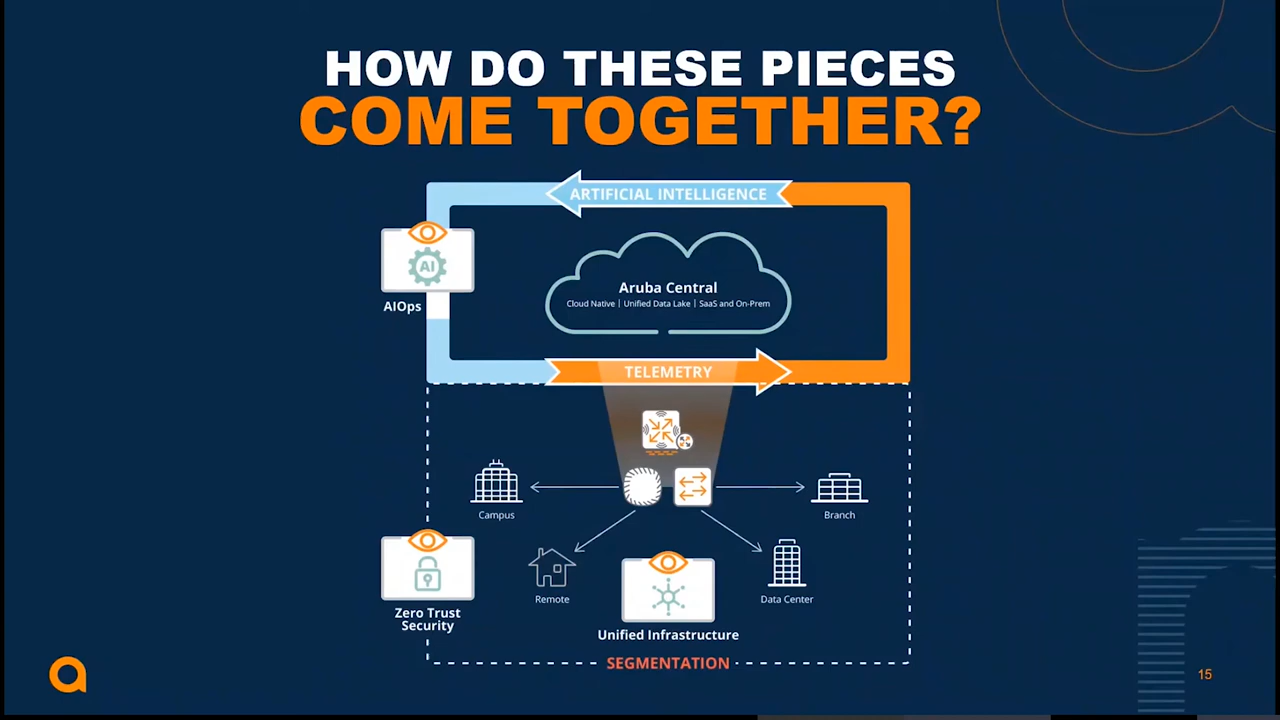 HOW DO THESE PIECES
COME TOGETHER?
ARTIFICIAL INTELLIGENCE
AI
AIOps
Aruba Central
Cloud Native | Unified Data Lake | SaaS and On-Prem
TELEMETRY
Campus
Branch
Remote
Data Center
Zero Trust
Security
Unified Infrastructure
SEGMENTATION
15